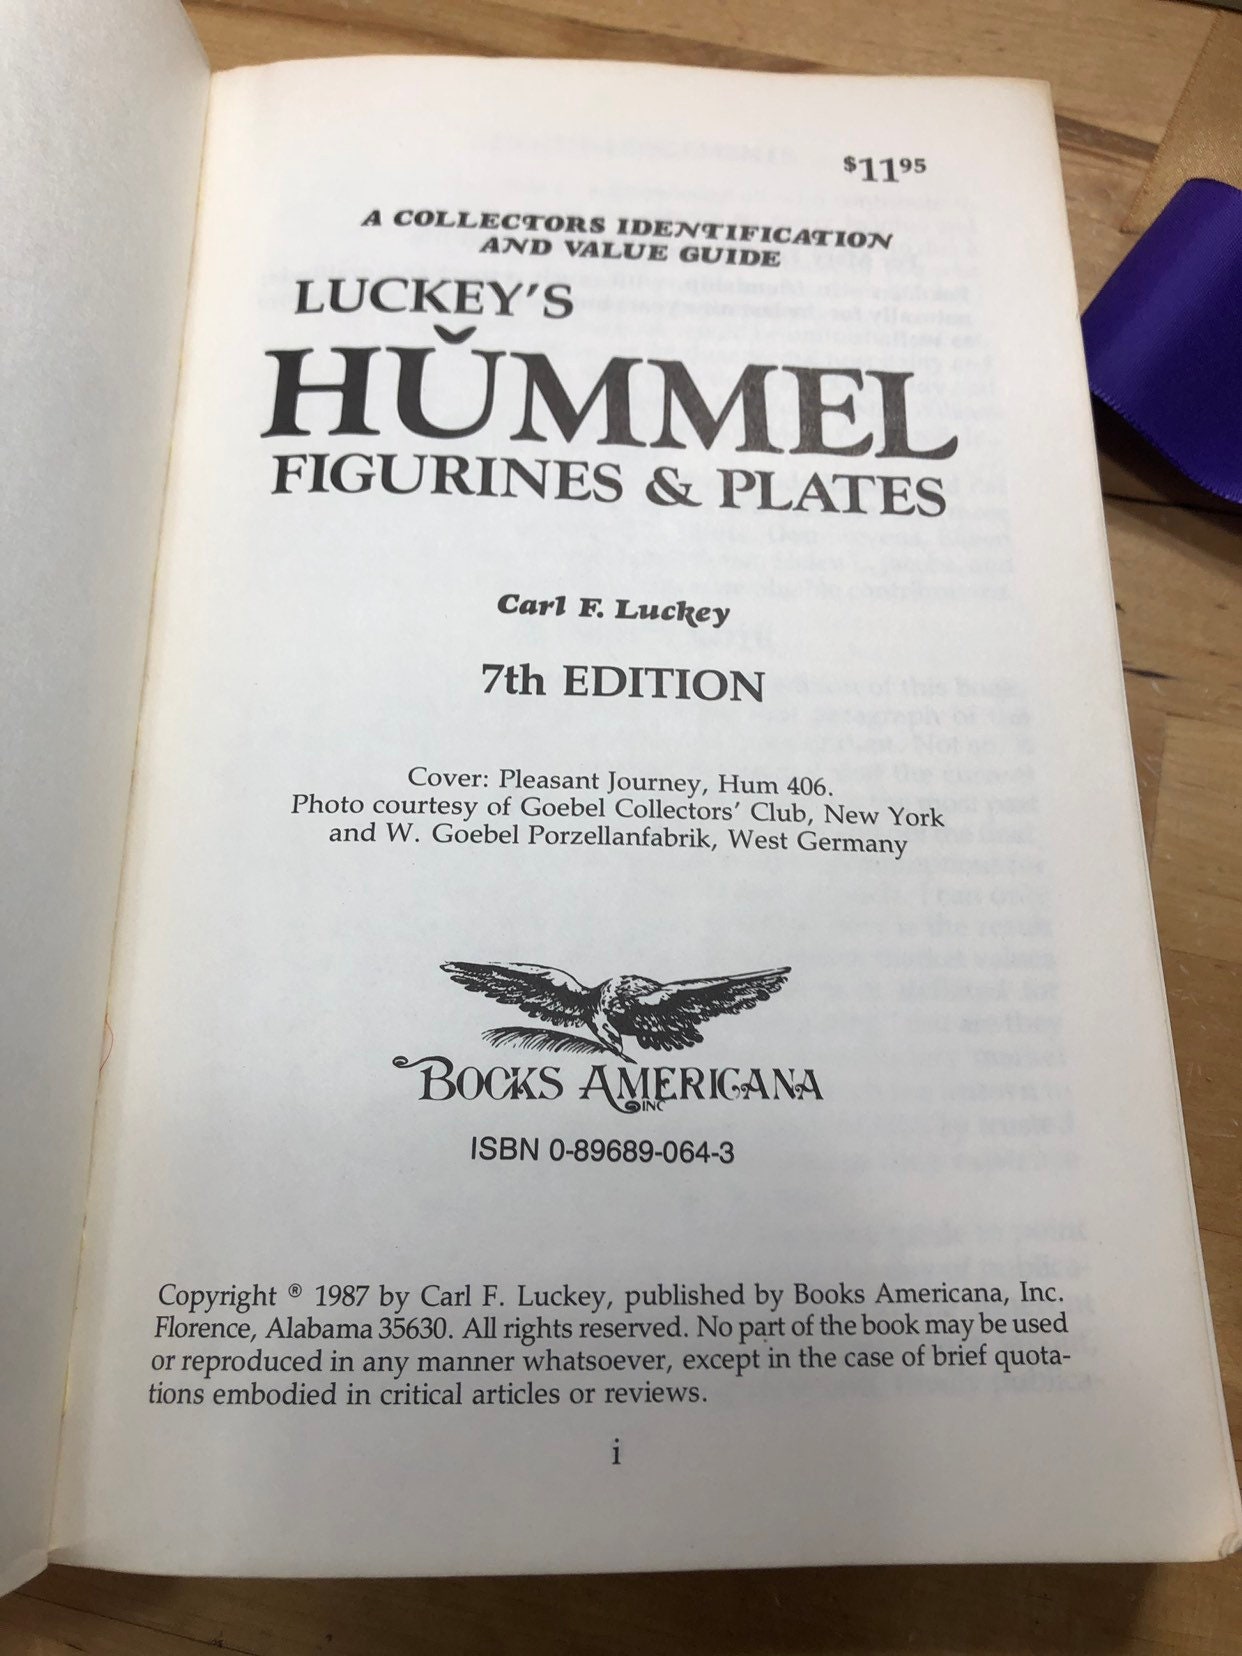 $11⁹⁵
A COLLECTORS IDENTIFICATION
AND VALUE GUIDE
LUCKEY'S
HŬMMEL
FIGURINES & PLATES
Carl F. Luckey
7th EDITION
Cover: Pleasant Journey, Hum 406.
Photo courtesy of Goebel Collectors' Club, New York
and W. Goebel Porzellanfabrik, West Germany
BOOKS AMERICANA
INC
ISBN 0-89689-064-3
Copyright ® 1987 by Carl F. Luckey, published by Books Americana, Inc.
Florence, Alabama 35630. All rights reserved. No part of the book may be used
or reproduced in any manner whatsoever, except in the case of brief quota-
tions embodied in critical articles or reviews.
i